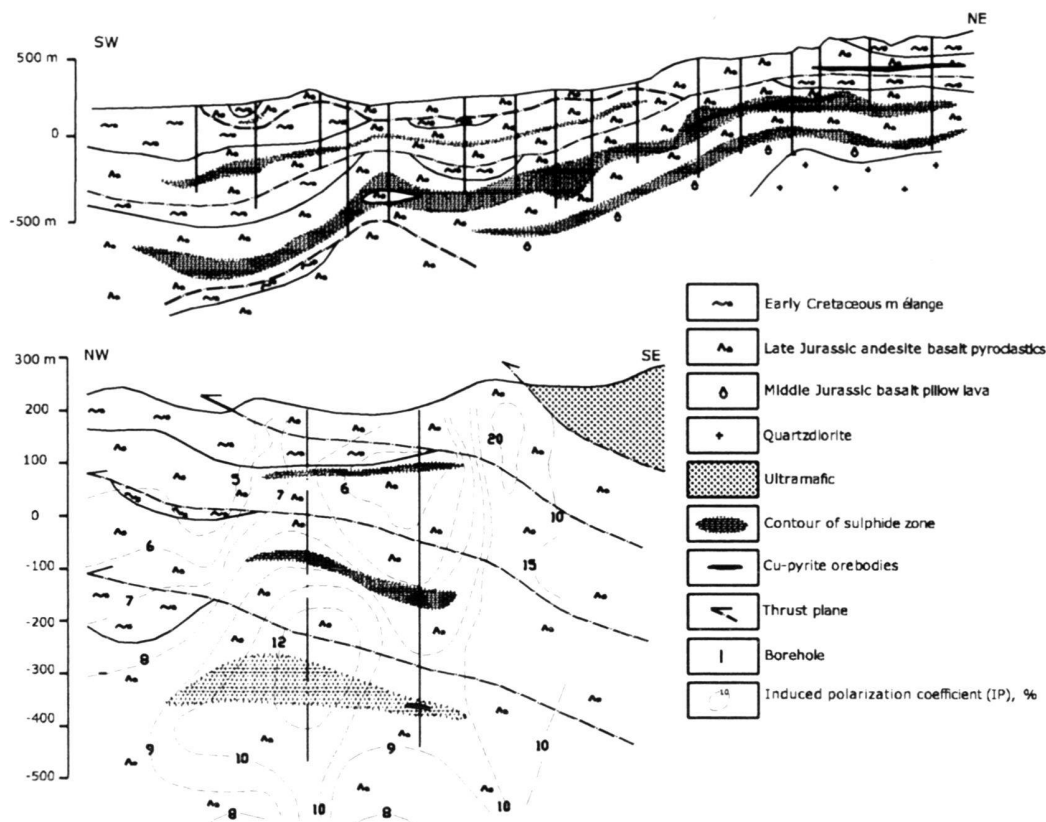 SW
NE
500 m
0
-500
NW
SE
300 m
200
100
0
-100
-200
-300
-400
-500
20
5
7
6
10
6
15
7
8
12
9
10
9
10
8
10
8
10
Early Cretaceous m élange
Late Jurassic andesite basalt pyroclastics
Middle Jurassic basalt pillow lava
Quartzdiorite
Ultramafic
Contour of sulphide zone
Cu-pyrite orebodies
Thrust plane
Borehole
10
Induced polarization coefficient (IP), %